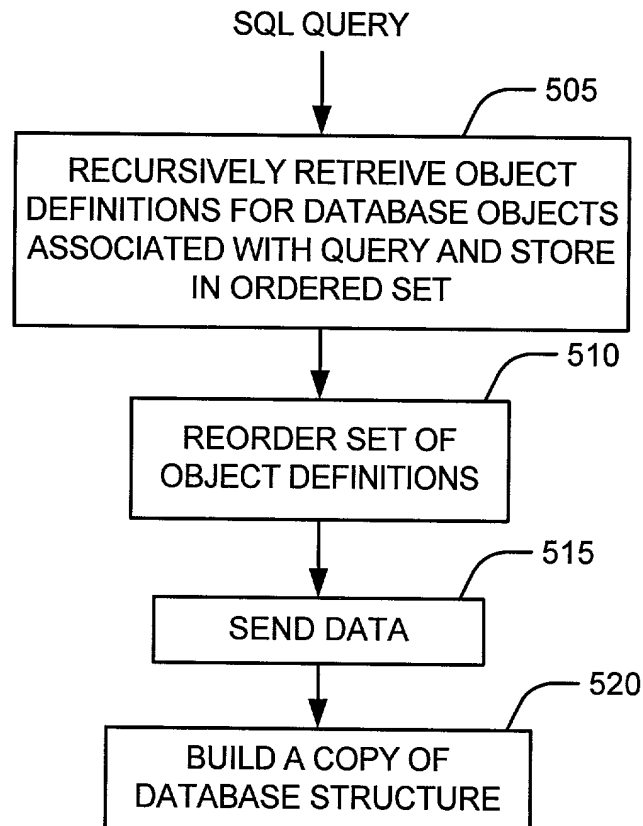 SQL QUERY
505
RECURSIVELY RETREIVE OBJECT
DEFINITIONS FOR DATABASE OBJECTS
ASSOCIATED WITH QUERY AND STORE
IN ORDERED SET
510
REORDER SET OF
OBJECT DEFINITIONS
515
SEND DATA
520
BUILD A COPY OF
DATABASE STRUCTURE